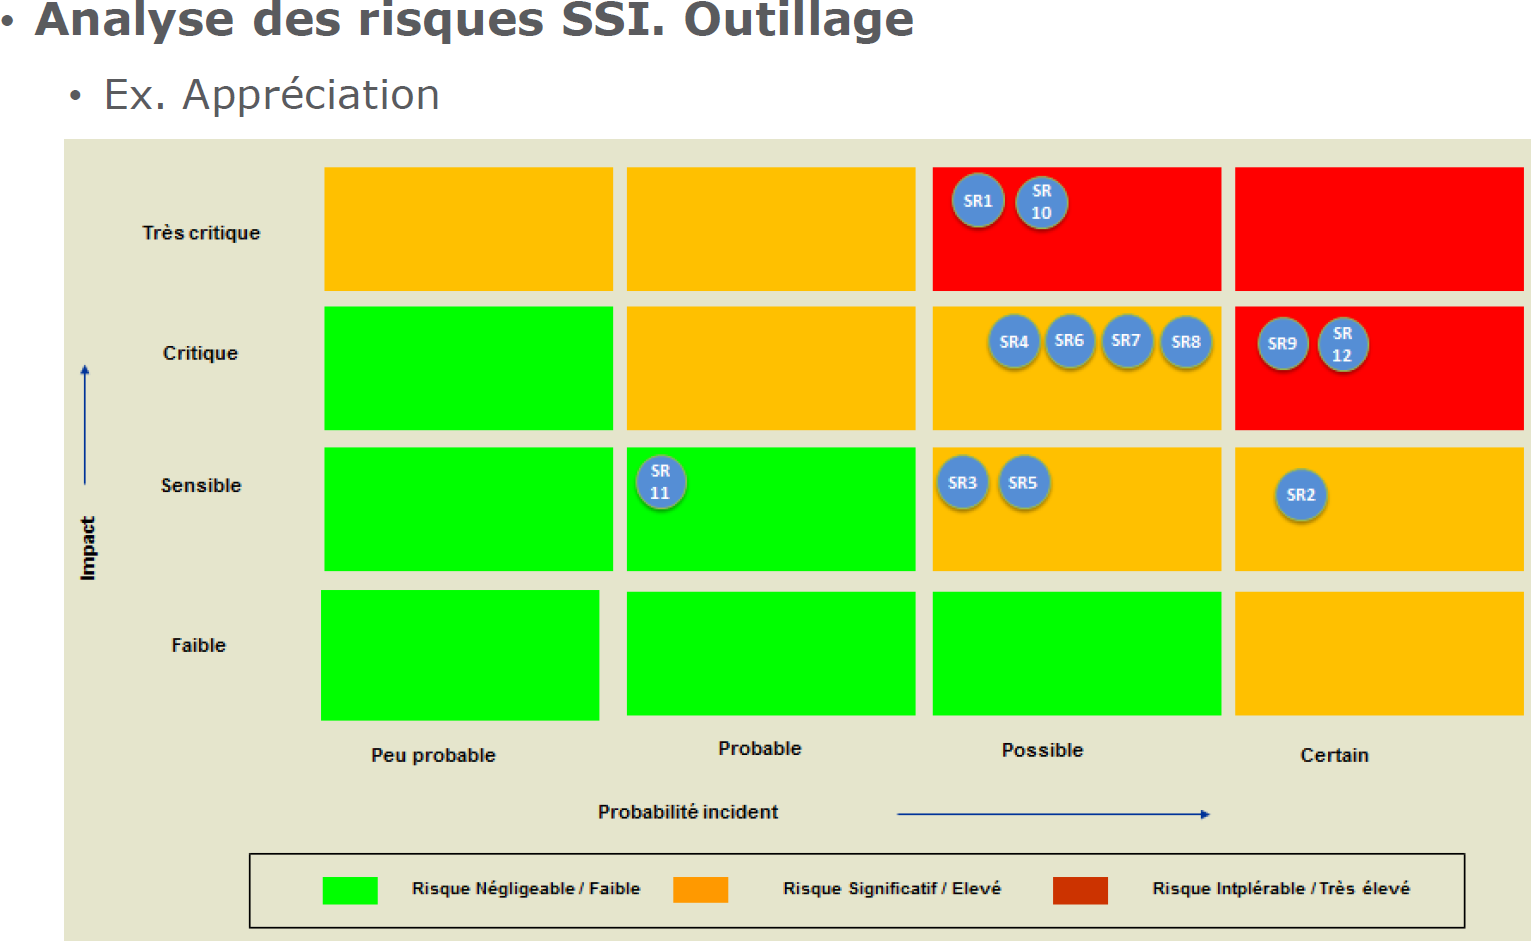 • Analyse des risques SSI. Outillage
• Ex. Appréciation
Très critique
SR1
SR
10
Critique
SR4
SR6
SR7
SR8
SR9
SR
12
Sensible
SR
11
SR3
SR5
SR2
Impact
Faible
Peu probable
Probable
Possible
Certain
Probabilité incident
Risque Négligeable / Faible
Risque Significatif / Elevé
Risque Intplérable / Très élevé